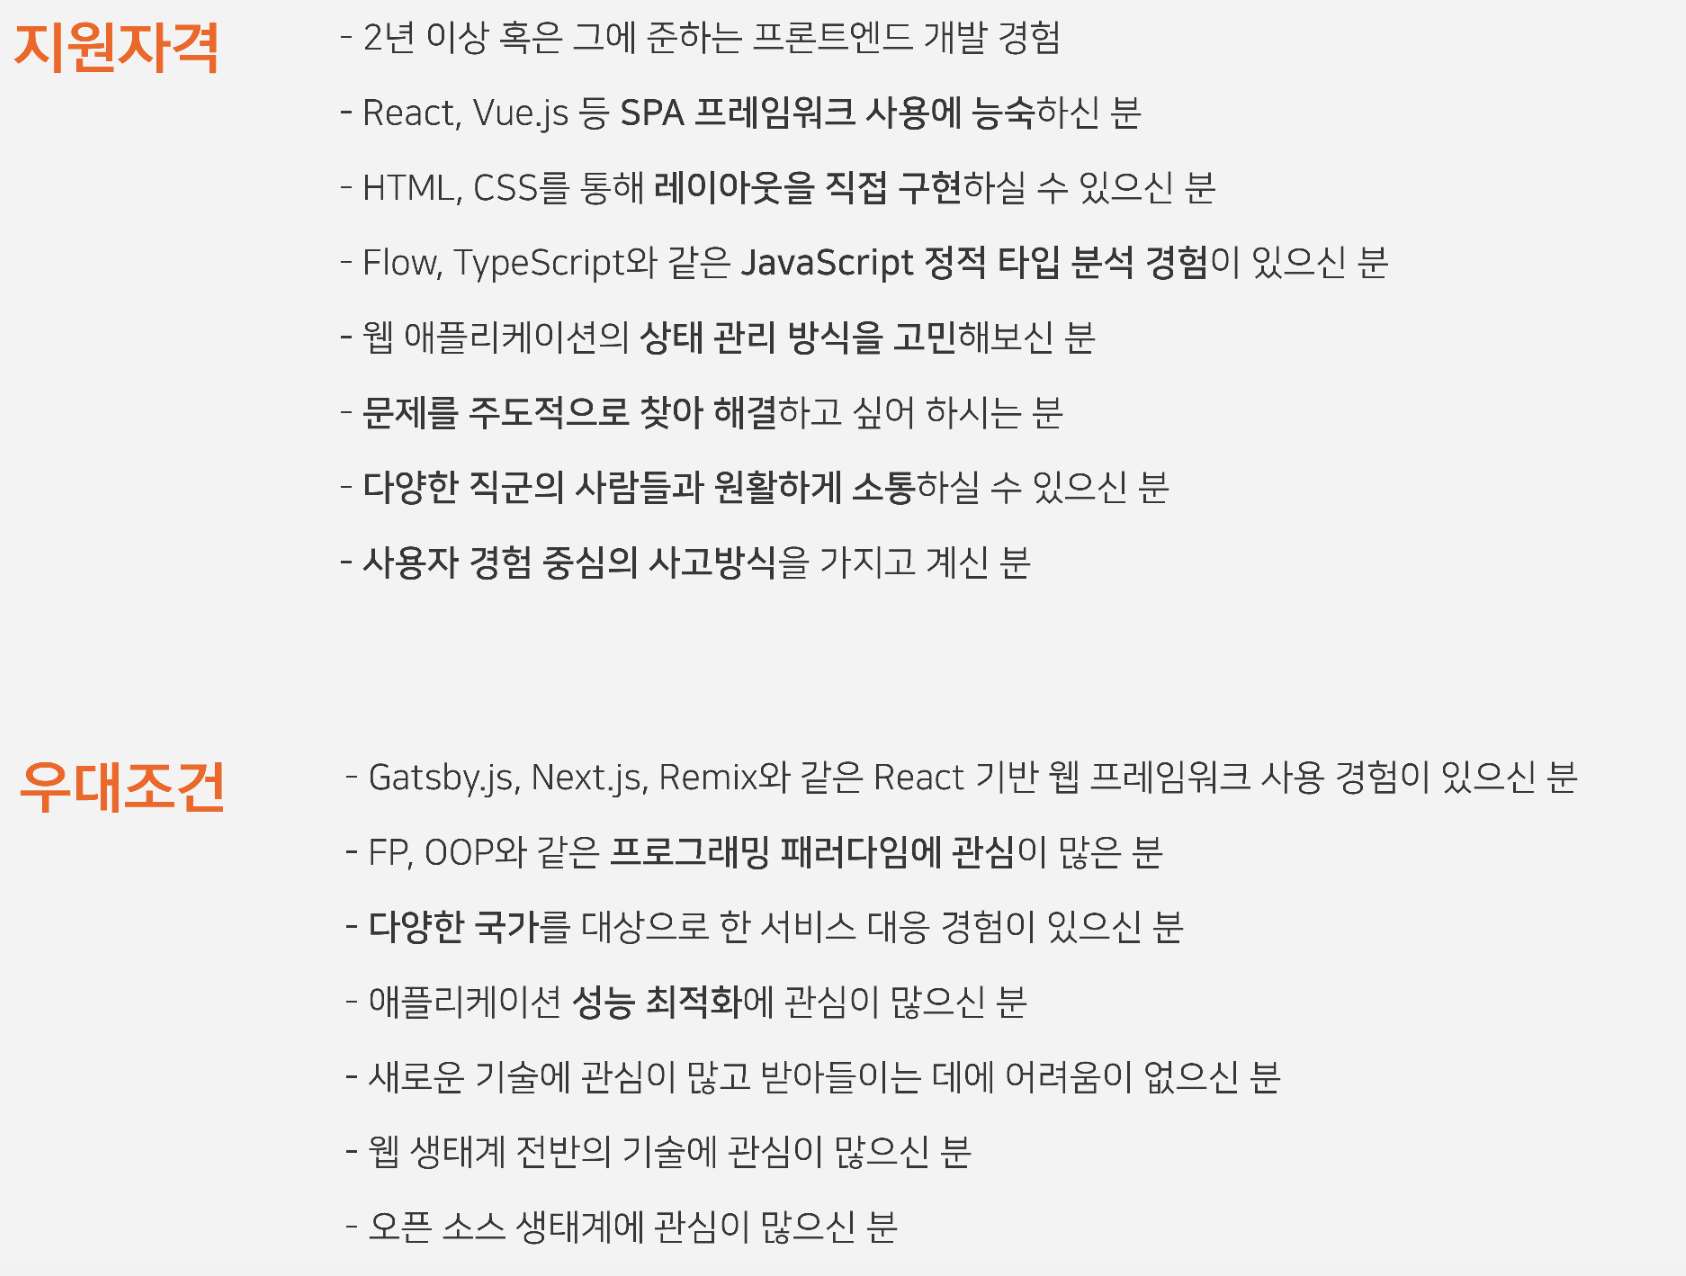 지원자격
- 2년 이상 혹은 그에 준하는 프론트엔드 개발 경험
- React, Vue.js 등 SPA 프레임워크 사용에 능숙하신 분
- HTML, CSS를 통해 레이아웃을 직접 구현하실 수 있으신 분
- Flow, TypeScript와 같은 JavaScript 정적 타입 분석 경험이 있으신 분
- 웹 애플리케이션의 상태 관리 방식을 고민해보신 분
- 문제를 주도적으로 찾아 해결하고 싶어 하시는 분
- 다양한 직군의 사람들과 원활하게 소통하실 수 있으신 분
- 사용자 경험 중심의 사고방식을 가지고 계신 분
우대조건
- Gatsby.js, Next.js, Remix와 같은 React 기반 웹 프레임워크 사용 경험이 있으신 분
- FP, OOP와 같은 프로그래밍 패러다임에 관심이 많은 분
- 다양한 국가를 대상으로 한 서비스 대응 경험이 있으신 분
- 애플리케이션 성능 최적화에 관심이 많으신 분
- 새로운 기술에 관심이 많고 받아들이는 데에 어려움이 없으신 분
- 웹 생태계 전반의 기술에 관심이 많으신 분
- 오픈 소스 생태계에 관심이 많으신 분